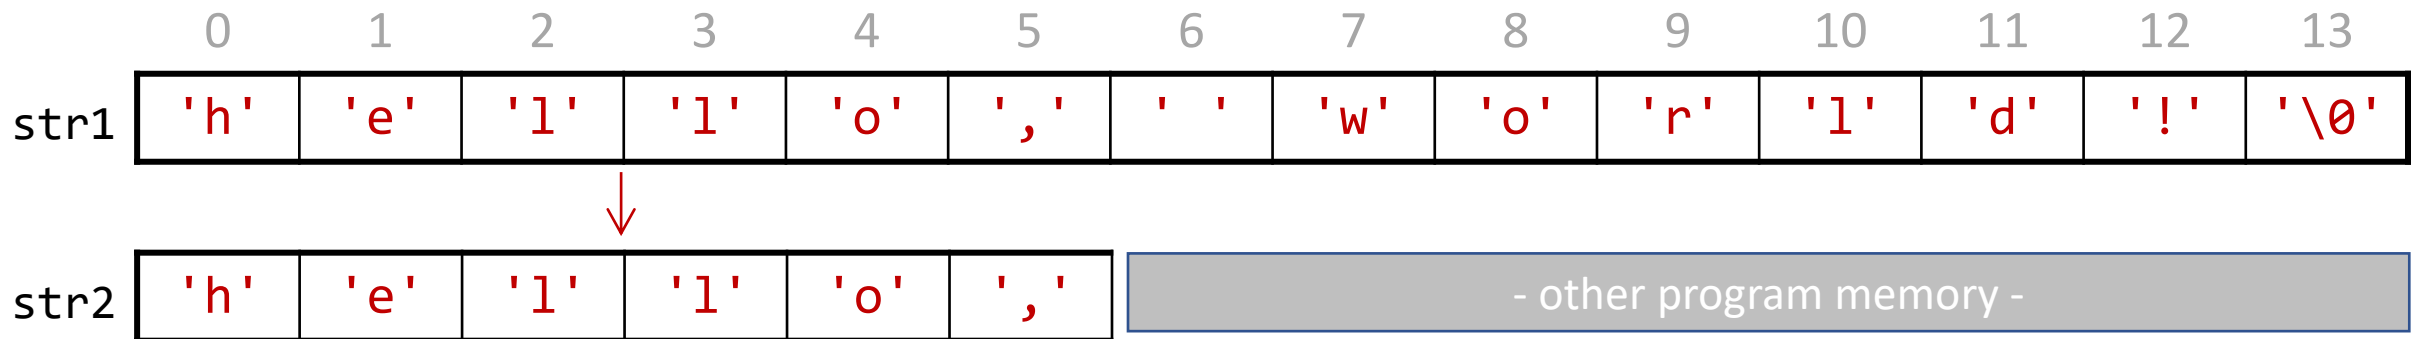 0 1 2 3 4 5 6 7 8 9 10 11 12 13
str1 'h' 'e' 'l' 'l' 'o' ',' ' ' 'w' 'o' 'r' 'l' 'd' '!' '\0'
str2 'h' 'e' 'l' 'l' 'o' ',' - other program memory -